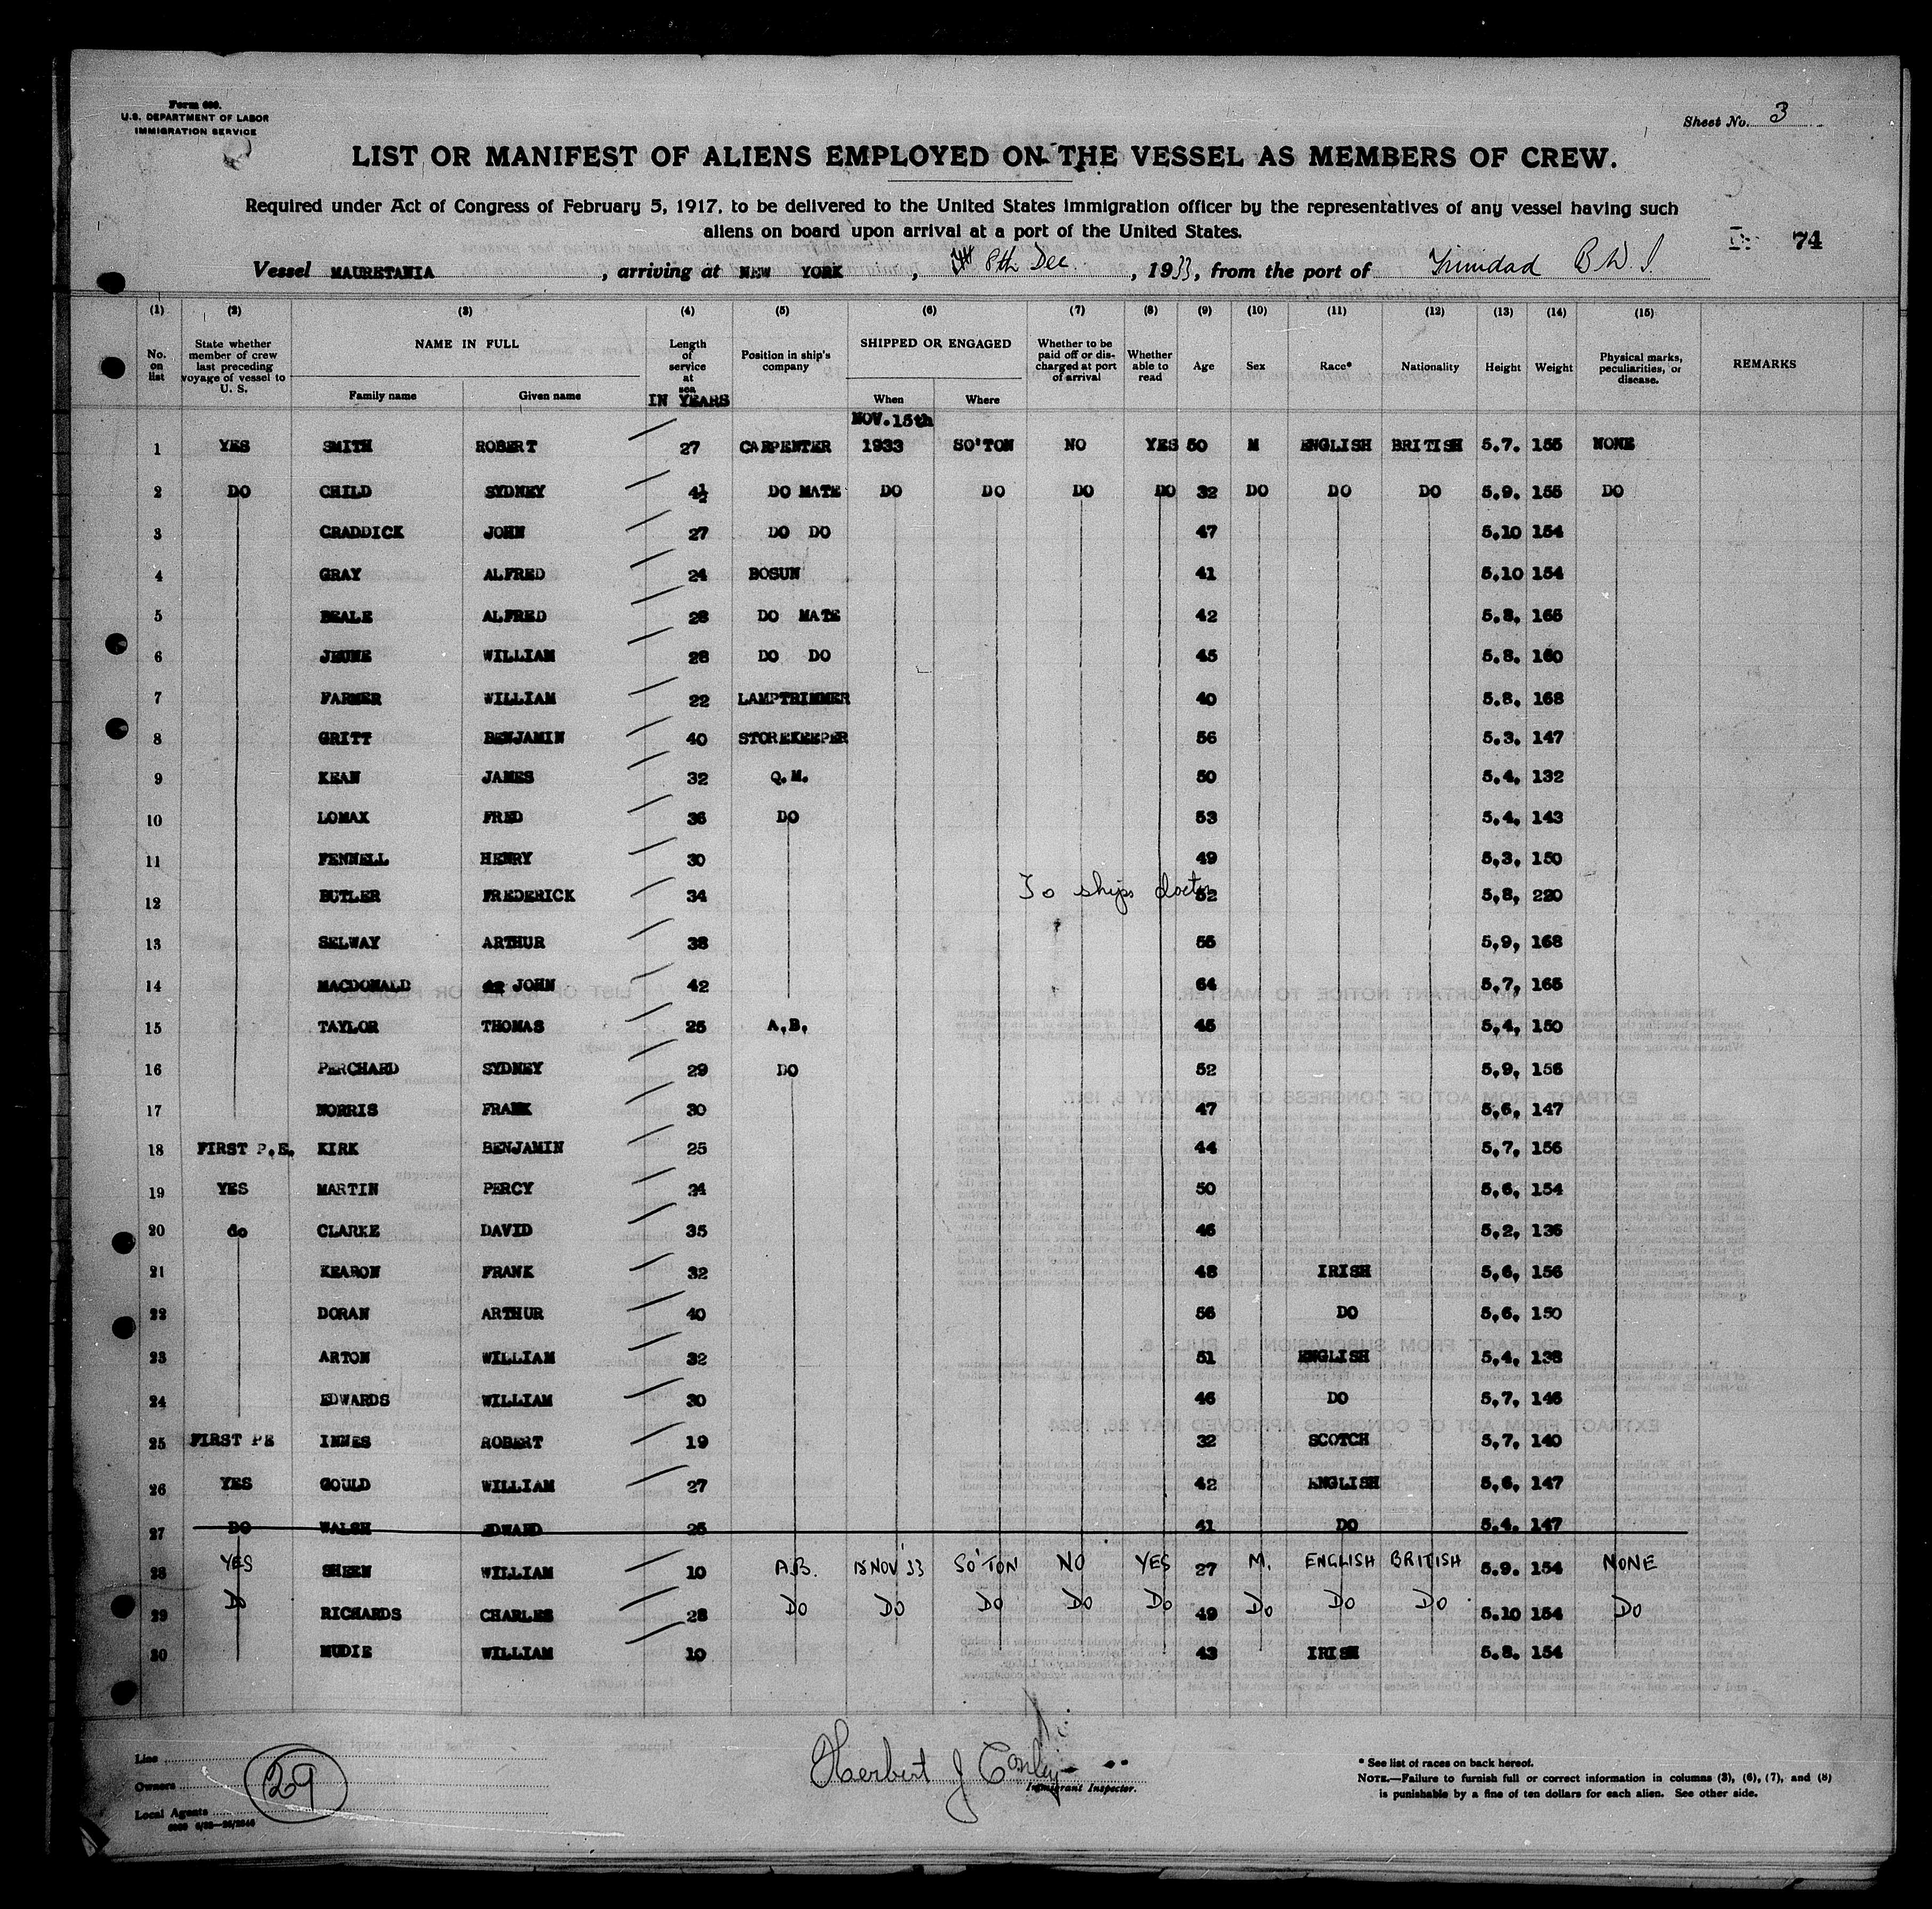 Form 680.
U.S. DEPARTMENT OF LABOR
IMMIGRATION SERVICE
Sheet No. 3
LIST OR MANIFEST OF ALIENS EMPLOYED ON THE VESSEL AS MEMBERS OF CREW.
Required under Act of Congress of February 5, 1917, to be delivered to the United States immigration officer by the representatives of any vessel having such
aliens on board upon arrival at a port of the United States.
74
Vessel MAURETANIA, arriving at NEW YORK, 8th Dec., 1933, from the port of Trinidad B W I.
(1) (2) (3) (4) (5) (6) (7) (8) (9) (10) (11) (12) (13) (14) (15)
No. on list State whether member of crew last preceding voyage of vessel to U. S. NAME IN FULL Family name Given name Length of service at sea IN YEARS Position in ship's company SHIPPED OR ENGAGED When Where Whether to be paid off or discharged at port of arrival Whether able to read Age Sex Race* Nationality Height Weight Physical marks, peculiarities, or disease. REMARKS
NOV.15th
1 YES SMITH ROBERT 27 CARPENTER 1933 SO'TON NO YES 50 M ENGLISH BRITISH 5.7. 155 NONE
2 DO CHILD SYDNEY 4½ DO MATE DO DO DO DO 32 DO DO DO 5.9. 155 DO
3 CRADDICK JOHN 27 DO DO 47 5,10 154
4 GRAY ALFRED 24 BOSUN 41 5,10 154
5 BEALE ALFRED 28 DO MATE 42 5.8. 165
6 JEUNE WILLIAM 28 DO DO 45 5.8. 160
7 FARMER WILLIAM 22 LAMPTRIMMER 40 5.8. 168
8 GRITT BENJAMIN 40 STOREKEEPER 56 5.3. 147
9 KEAN JAMES 32 Q.M. 50 5.4. 132
10 LOMAX FRED 36 DO 53 5,4, 143
11 FENNELL HENRY 30 49 5,3, 150
12 BUTLER FREDERICK 34 To ships doctor 52 5,8, 220
13 SELWAY ARTHUR 38 55 5,9, 168
14 MACDONALD JOHN 42 64 5,7, 165
15 TAYLOR THOMAS 25 A.B. 45 5,4, 150
16 PERCHARD SYDNEY 29 DO 52 5,9, 156
17 NORRIS FRANK 30 47 5,6, 147
18 FIRST P.E. KIRK BENJAMIN 25 44 5,7, 156
19 YES MARTIN PERCY 24 50 5,6, 154
20 do CLARKE DAVID 35 46 5,2, 136
21 KEARON FRANK 32 48 IRISH 5,6, 156
22 DORAN ARTHUR 40 56 DO 5,6, 150
23 ARTON WILLIAM 32 51 ENGLISH 5,4, 138
24 EDWARDS WILLIAM 30 46 DO 5,7, 146
25 FIRST PE INNES ROBERT 19 32 SCOTCH 5,7, 140
26 YES GOULD WILLIAM 27 42 ENGLISH 5,6, 147
27 DO WALSH EDWARD 25 41 DO 5.4. 147
28 YES SHEEN WILLIAM 10 A.B. 15 NOV '33 SO'TON NO YES 27 M. ENGLISH BRITISH 5.9. 154 NONE
29 DO RICHARDS CHARLES 28 DO DO DO DO DO 49 DO DO DO 5.10 154 DO
30 MUDIE WILLIAM 10 43 IRISH 5.8. 154
Line
Owners
Local Agents
29
Herbert J
Immigrant Inspector.
* See list of races on back hereof.
NOTE.—Failure to furnish full or correct information in columns (3), (6), (7), and (8)
is punishable by a fine of ten dollars for each alien. See other side.